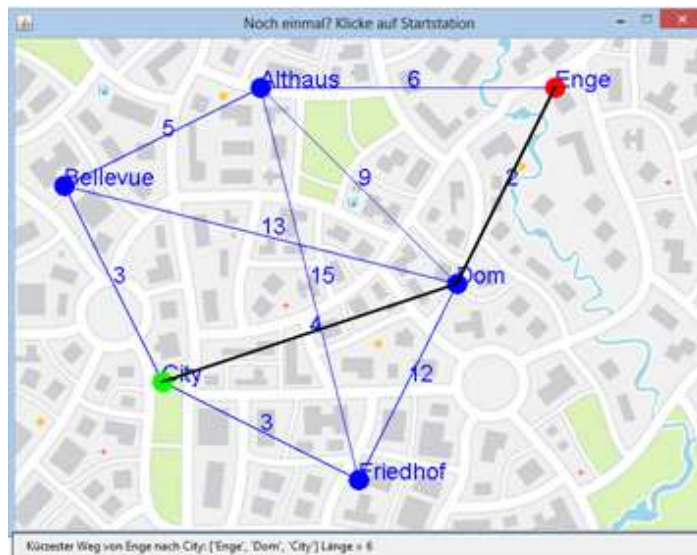 Noch einmal? Klicke auf Startstation
Althaus
6
Enge
5
Bellevue
9
2
13
3
15
Dom
4
City
12
3
Friedhof
Kürzester Weg von Enge nach City: ['Enge', 'Dom', 'City'] Länge = 6